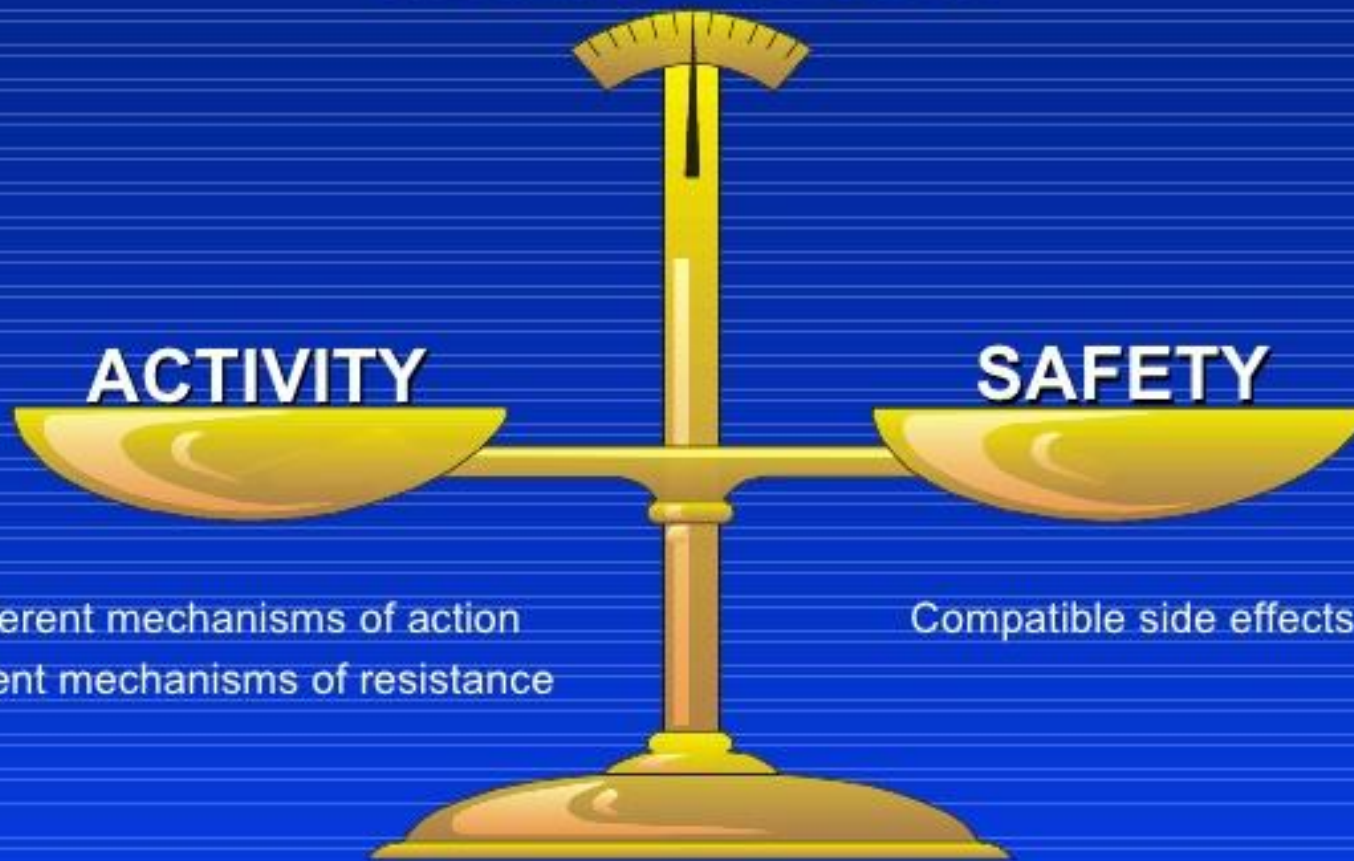 ACTIVITY
SAFETY
mechanisms of action
Compatible side effects
mechanisms of resistance